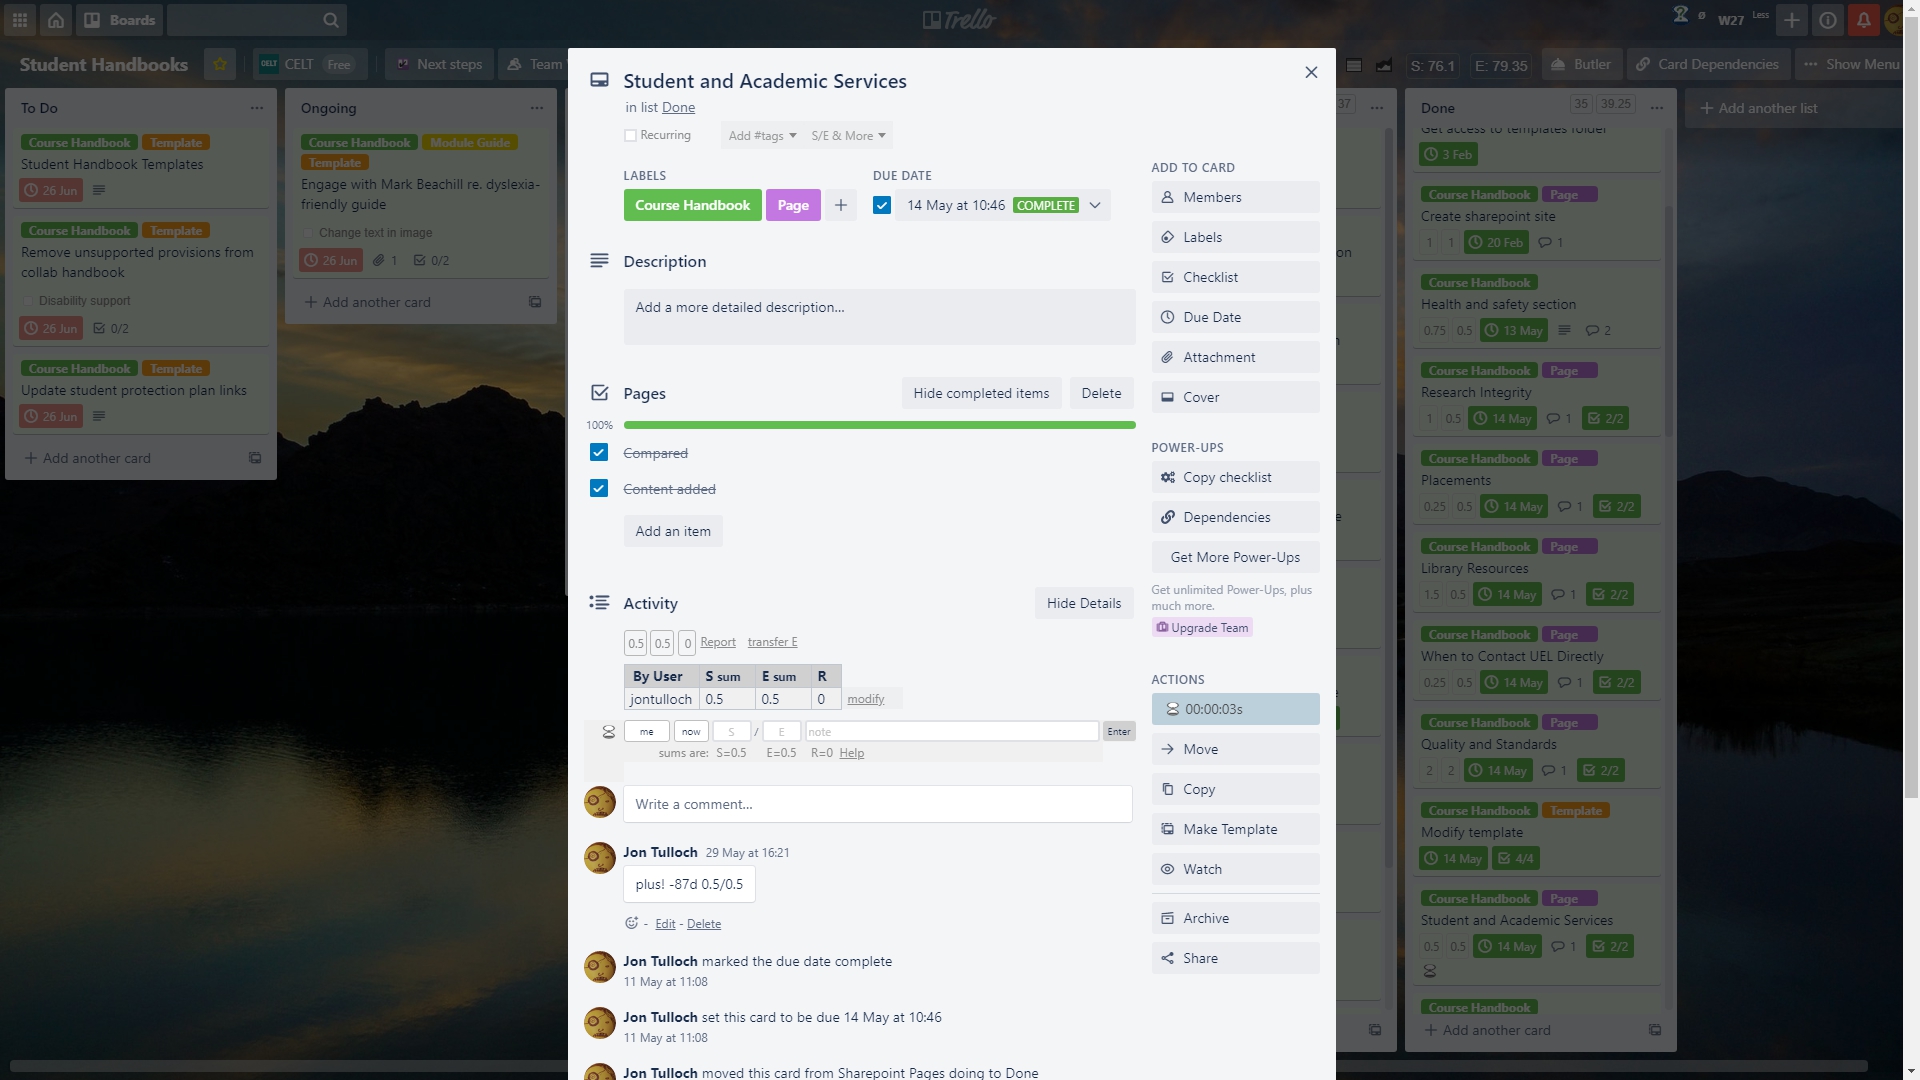 Boards
Trello
W27
Less
Student Handbooks
CELT Free
Next steps
Team
S: 76.1
E: 79.35
Butler
Card Dependencies
Show Menu
To Do
Course Handbook Template
Student Handbook Templates
26 Jun
Course Handbook Template
Remove unsupported provisions from
collab handbook
Disability support
26 Jun 0/2
Course Handbook Template
Update student protection plan links
26 Jun
+ Add another card
Ongoing
Course Handbook Module Guide
Template
Engage with Mark Beachill re. dyslexia-
friendly guide
Change text in image
26 Jun 1 0/2
+ Add another card
Student and Academic Services
in list Done
Recurring
Add #tags
S/E & More
LABELS
Course Handbook Page +
DUE DATE
14 May at 10:46 COMPLETE
Description
Add a more detailed description...
Pages
Hide completed items
Delete
100%
Compared
Content added
Add an item
Activity
Hide Details
0.5 0.5 0 Report transfer E
By User S sum E sum R
jontulloch 0.5 0.5 0 modify
me now S / E note Enter
sums are: S=0.5 E=0.5 R=0 Help
Write a comment...
Jon Tulloch 29 May at 16:21
plus! -87d 0.5/0.5
- Edit - Delete
Jon Tulloch marked the due date complete
11 May at 11:08
Jon Tulloch set this card to be due 14 May at 10:46
11 May at 11:08
Jon Tulloch moved this card from Sharepoint Pages doing to Done
ADD TO CARD
Members
Labels
Checklist
Due Date
Attachment
Cover
POWER-UPS
Copy checklist
Dependencies
Get More Power-Ups
Get unlimited Power-Ups, plus
much more.
Upgrade Team
ACTIONS
00:00:03s
Move
Copy
Make Template
Watch
Archive
Share
37
on
e
Done 35 39.25
Get access to templates folder
3 Feb
Course Handbook Page
Create sharepoint site
1 1 20 Feb 1
Course Handbook
Health and safety section
0.75 0.5 13 May 2
Course Handbook Page
Research Integrity
1 0.5 14 May 1 2/2
Course Handbook Page
Placements
0.25 0.5 14 May 1 2/2
Course Handbook Page
Library Resources
1.5 0.5 14 May 1 2/2
Course Handbook Page
When to Contact UEL Directly
0.25 0.5 14 May 1 2/2
Course Handbook Page
Quality and Standards
2 2 14 May 1 2/2
Course Handbook Template
Modify template
14 May 4/4
Course Handbook Page
Student and Academic Services
0.5 0.5 14 May 1 2/2
Course Handbook
+ Add another card
+ Add another list